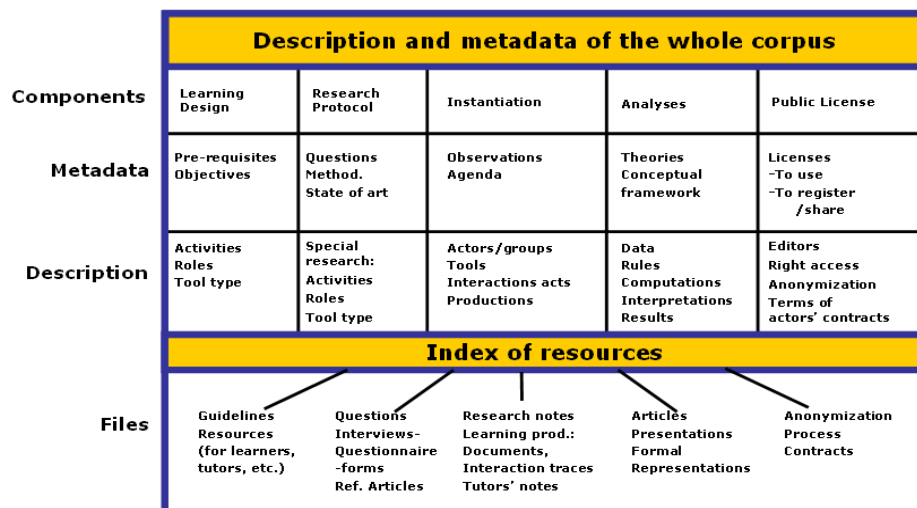 Description and metadata of the whole corpus
Components
Learning
Design
Research
Protocol
Instantiation
Analyses
Public License
Metadata
Pre-requisites
Objectives
Questions
Method.
State of art
Observations
Agenda
Theories
Conceptual
framework
Licenses
-To use
-To register
/share
Description
Activities
Roles
Tool type
Special
research:
Activities
Roles
Tool type
Actors/groups
Tools
Interactions acts
Productions
Data
Rules
Computations
Interpretations
Results
Editors
Right access
Anonymization
Terms of
actors' contracts
Index of resources
Files
Guidelines
Resources
(for learners,
tutors, etc.)
Questions
Interviews-
Questionnaire
-forms
Ref. Articles
Research notes
Learning prod.:
Documents,
Interaction traces
Tutors' notes
Articles
Presentations
Formal
Representations
Anonymization
Process
Contracts